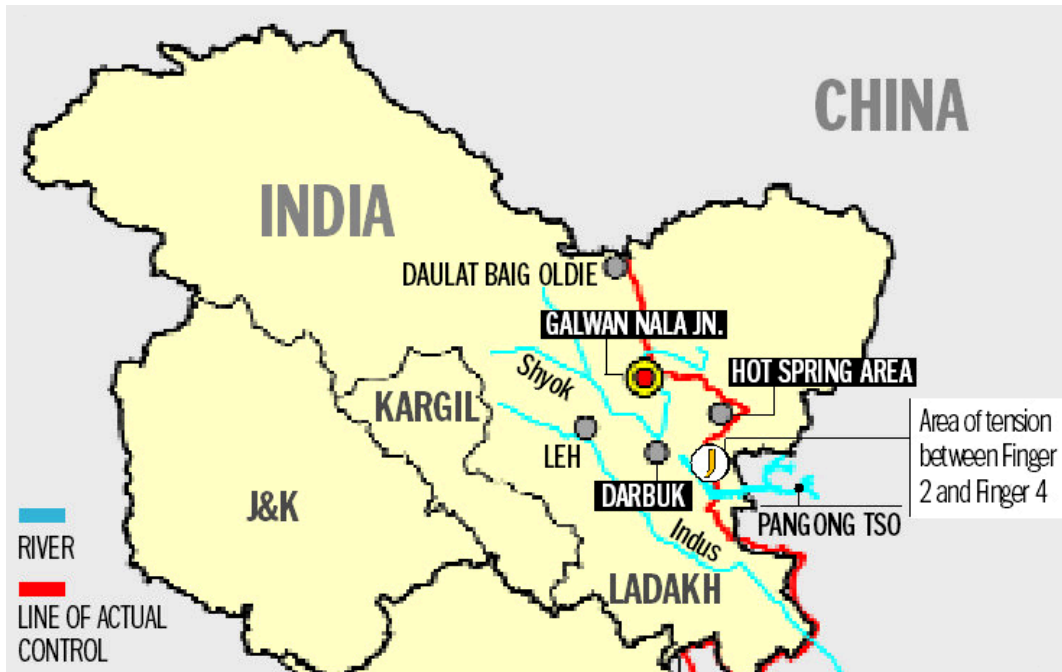 CHINA
INDIA
DAULAT BAIG OLDIE
GALWAN NALA JN.
HOT SPRING AREA
Shyok
KARGIL
Area of tension
between Finger
2 and Finger 4
LEH
J
DARBUK
J&K
PANGONG TSO
Indus
RIVER
LADAKH
LINE OF ACTUAL
CONTROL